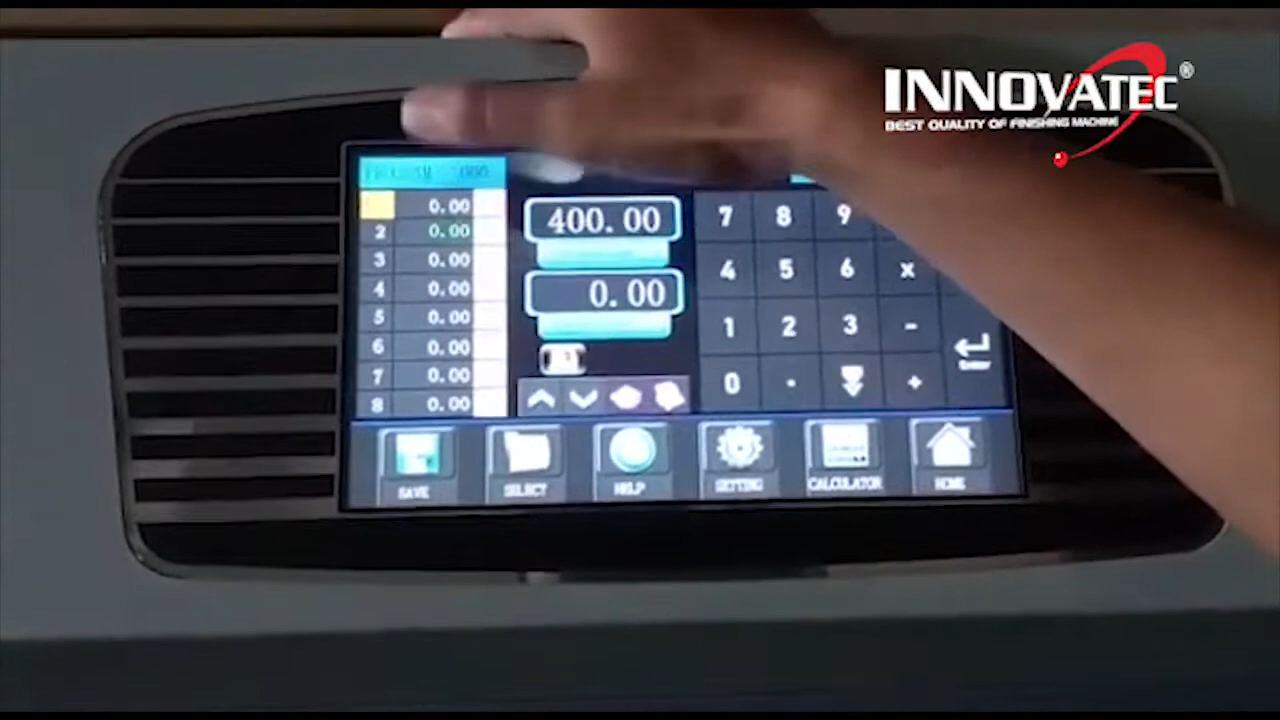 INNOVATEC®
BEST QUALITY OF FINISHING MACHINE
0.00
2 0.00
3 0.00
4 0.00
5 0.00
6 0.00
7 0.00
8 0.00
400.00
0.00
7 8 9
4 5 6 x
1 2 3 -
0 . +
Enter
SAVE SELECT HELP SETTING CALCULATOR HOME